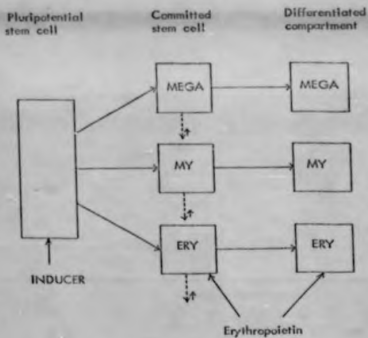 Pluripotential Committed Differentiated
stem cell stem cell compartment
MEGA MEGA
MY MY
ERY ERY
INDUCER
Erythropoietin